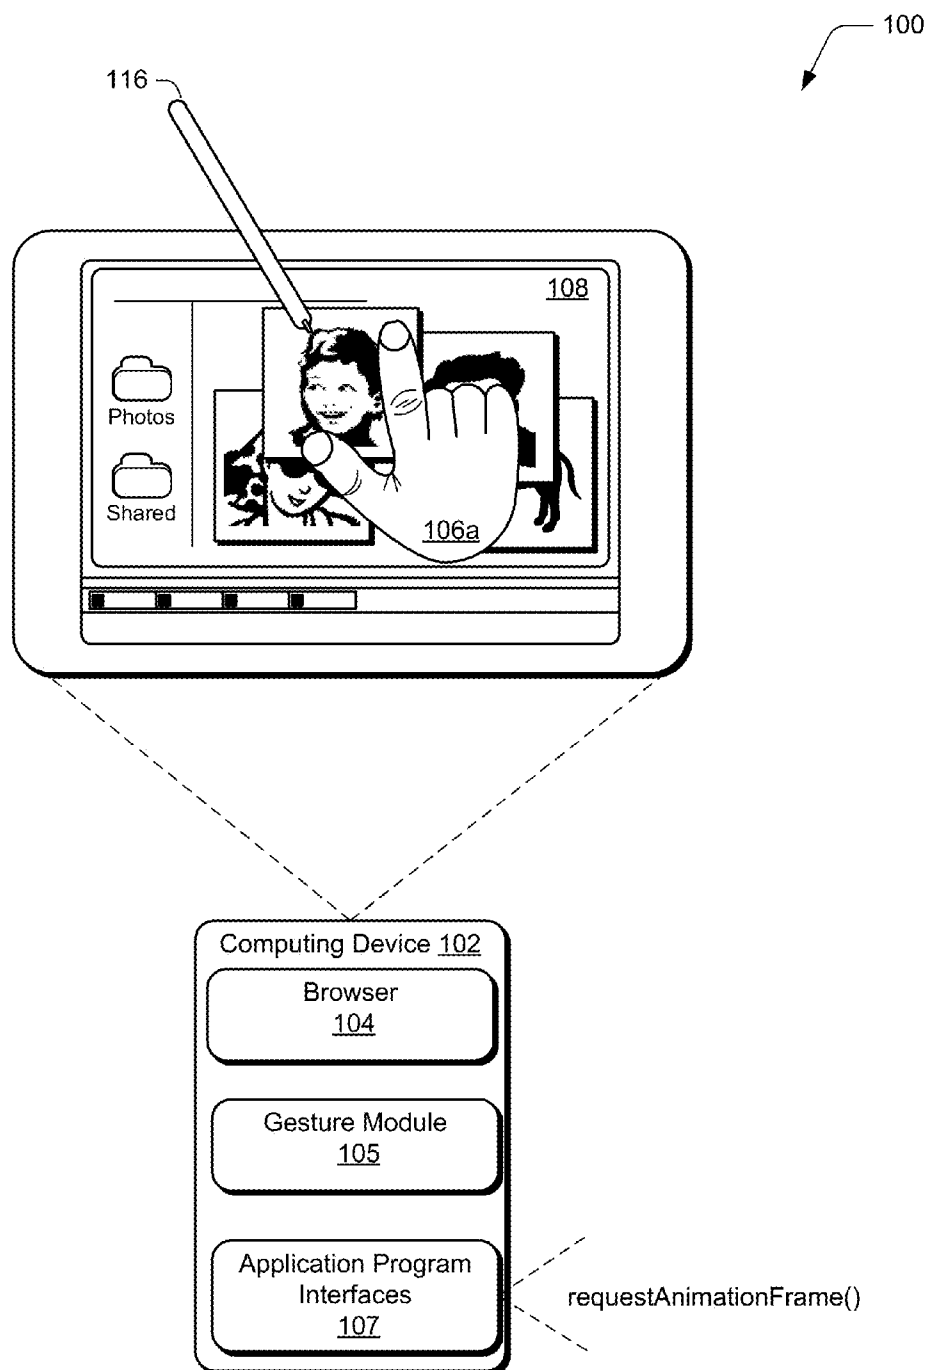 100
116
108
Photos
Shared
106a
Computing Device 102
Browser
104
Gesture Module
105
Application Program
Interfaces
107
requestAnimationFrame()